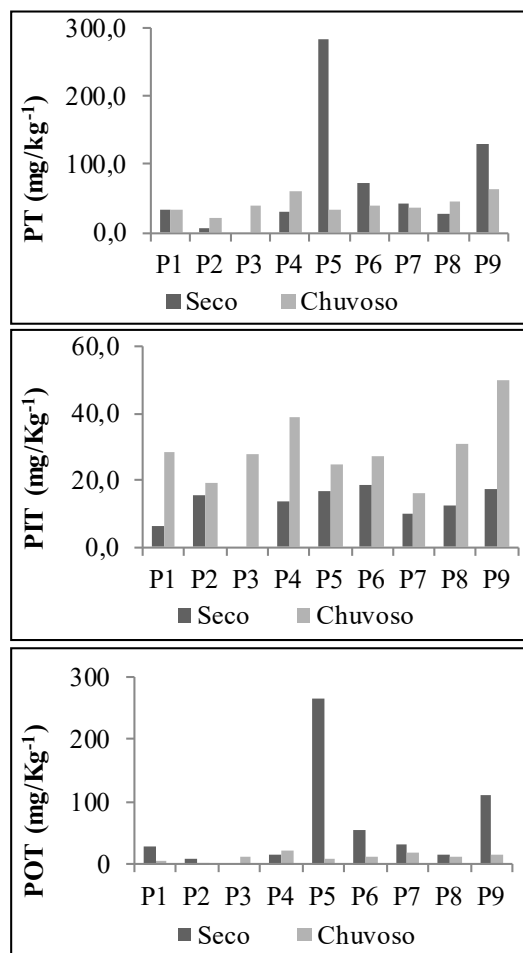 PT (mg/kg-1)
300,0
200,0
100,0
0,0
P1 P2 P3 P4 P5 P6 P7 P8 P9
Seco Chuvoso
PIT (mg/Kg-1)
60,0
40,0
20,0
0,0
P1 P2 P3 P4 P5 P6 P7 P8 P9
Seco Chuvoso
POT (mg/Kg-1)
300
200
100
0
P1 P2 P3 P4 P5 P6 P7 P8 P9
Seco Chuvoso